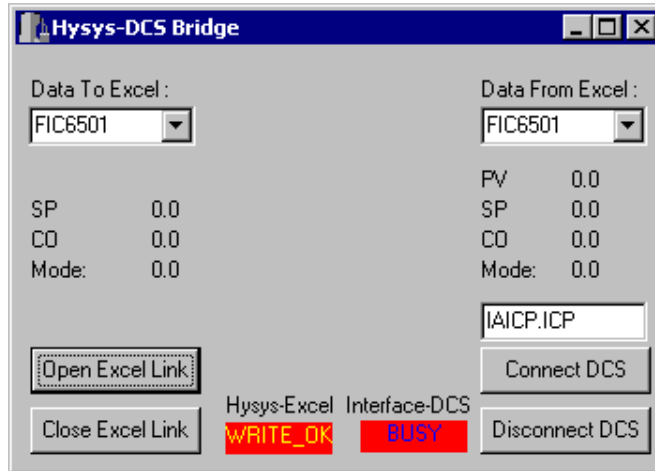 Hysys-DCS Bridge
Data To Excel :
Data From Excel :
FIC6501
FIC6501
PV 0.0
SP 0.0
SP 0.0
CO 0.0
CO 0.0
Mode: 0.0
Mode: 0.0
IAICP.ICP
Open Excel Link
Connect DCS
Hysys-Excel Interface-DCS
Close Excel Link
WRITE_OK
BUSY
Disconnect DCS